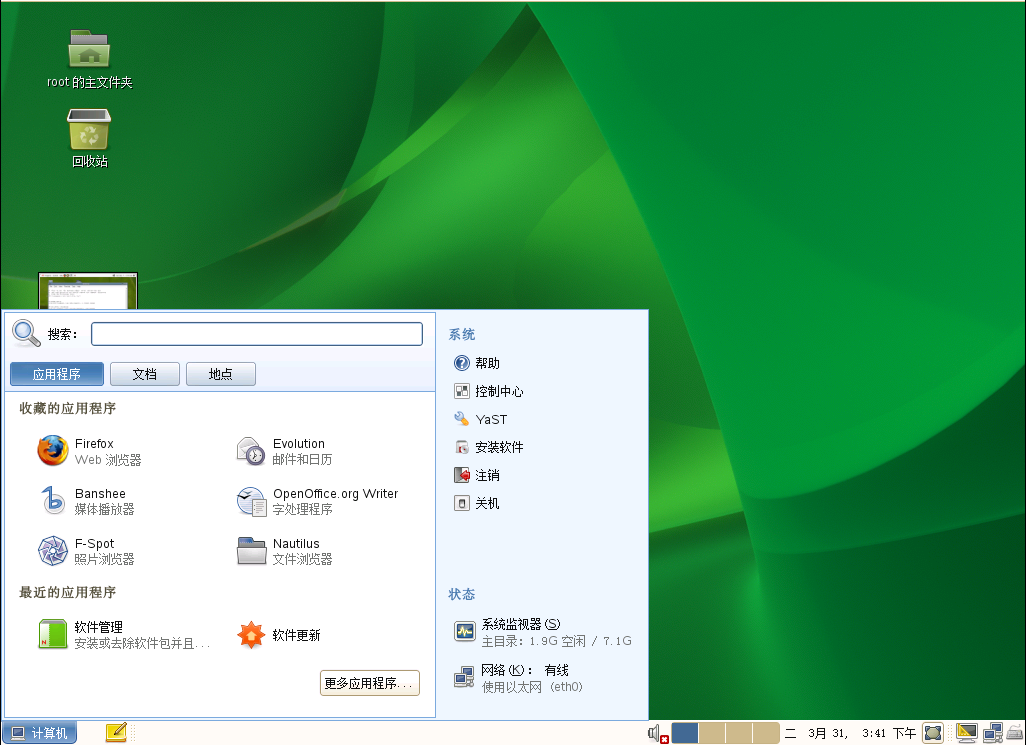 root 的主文件夹
回收站
搜索:
应用程序
文档
地点
收藏的应用程序
Firefox
Web 浏览器
Evolution
邮件和日历
Banshee
媒体播放器
OpenOffice.org Writer
字处理程序
F-Spot
照片浏览器
Nautilus
文件浏览器
最近的应用程序
软件管理
安装或去除软件包并且...
软件更新
更多应用程序...
系统
帮助
控制中心
YaST
安装软件
注销
关机
状态
系统监视器(S)
主目录: 1.9G 空闲 / 7.1G
网络(K): 有线
使用以太网 (eth0)
计算机
二 3月 31, 3:41 下午